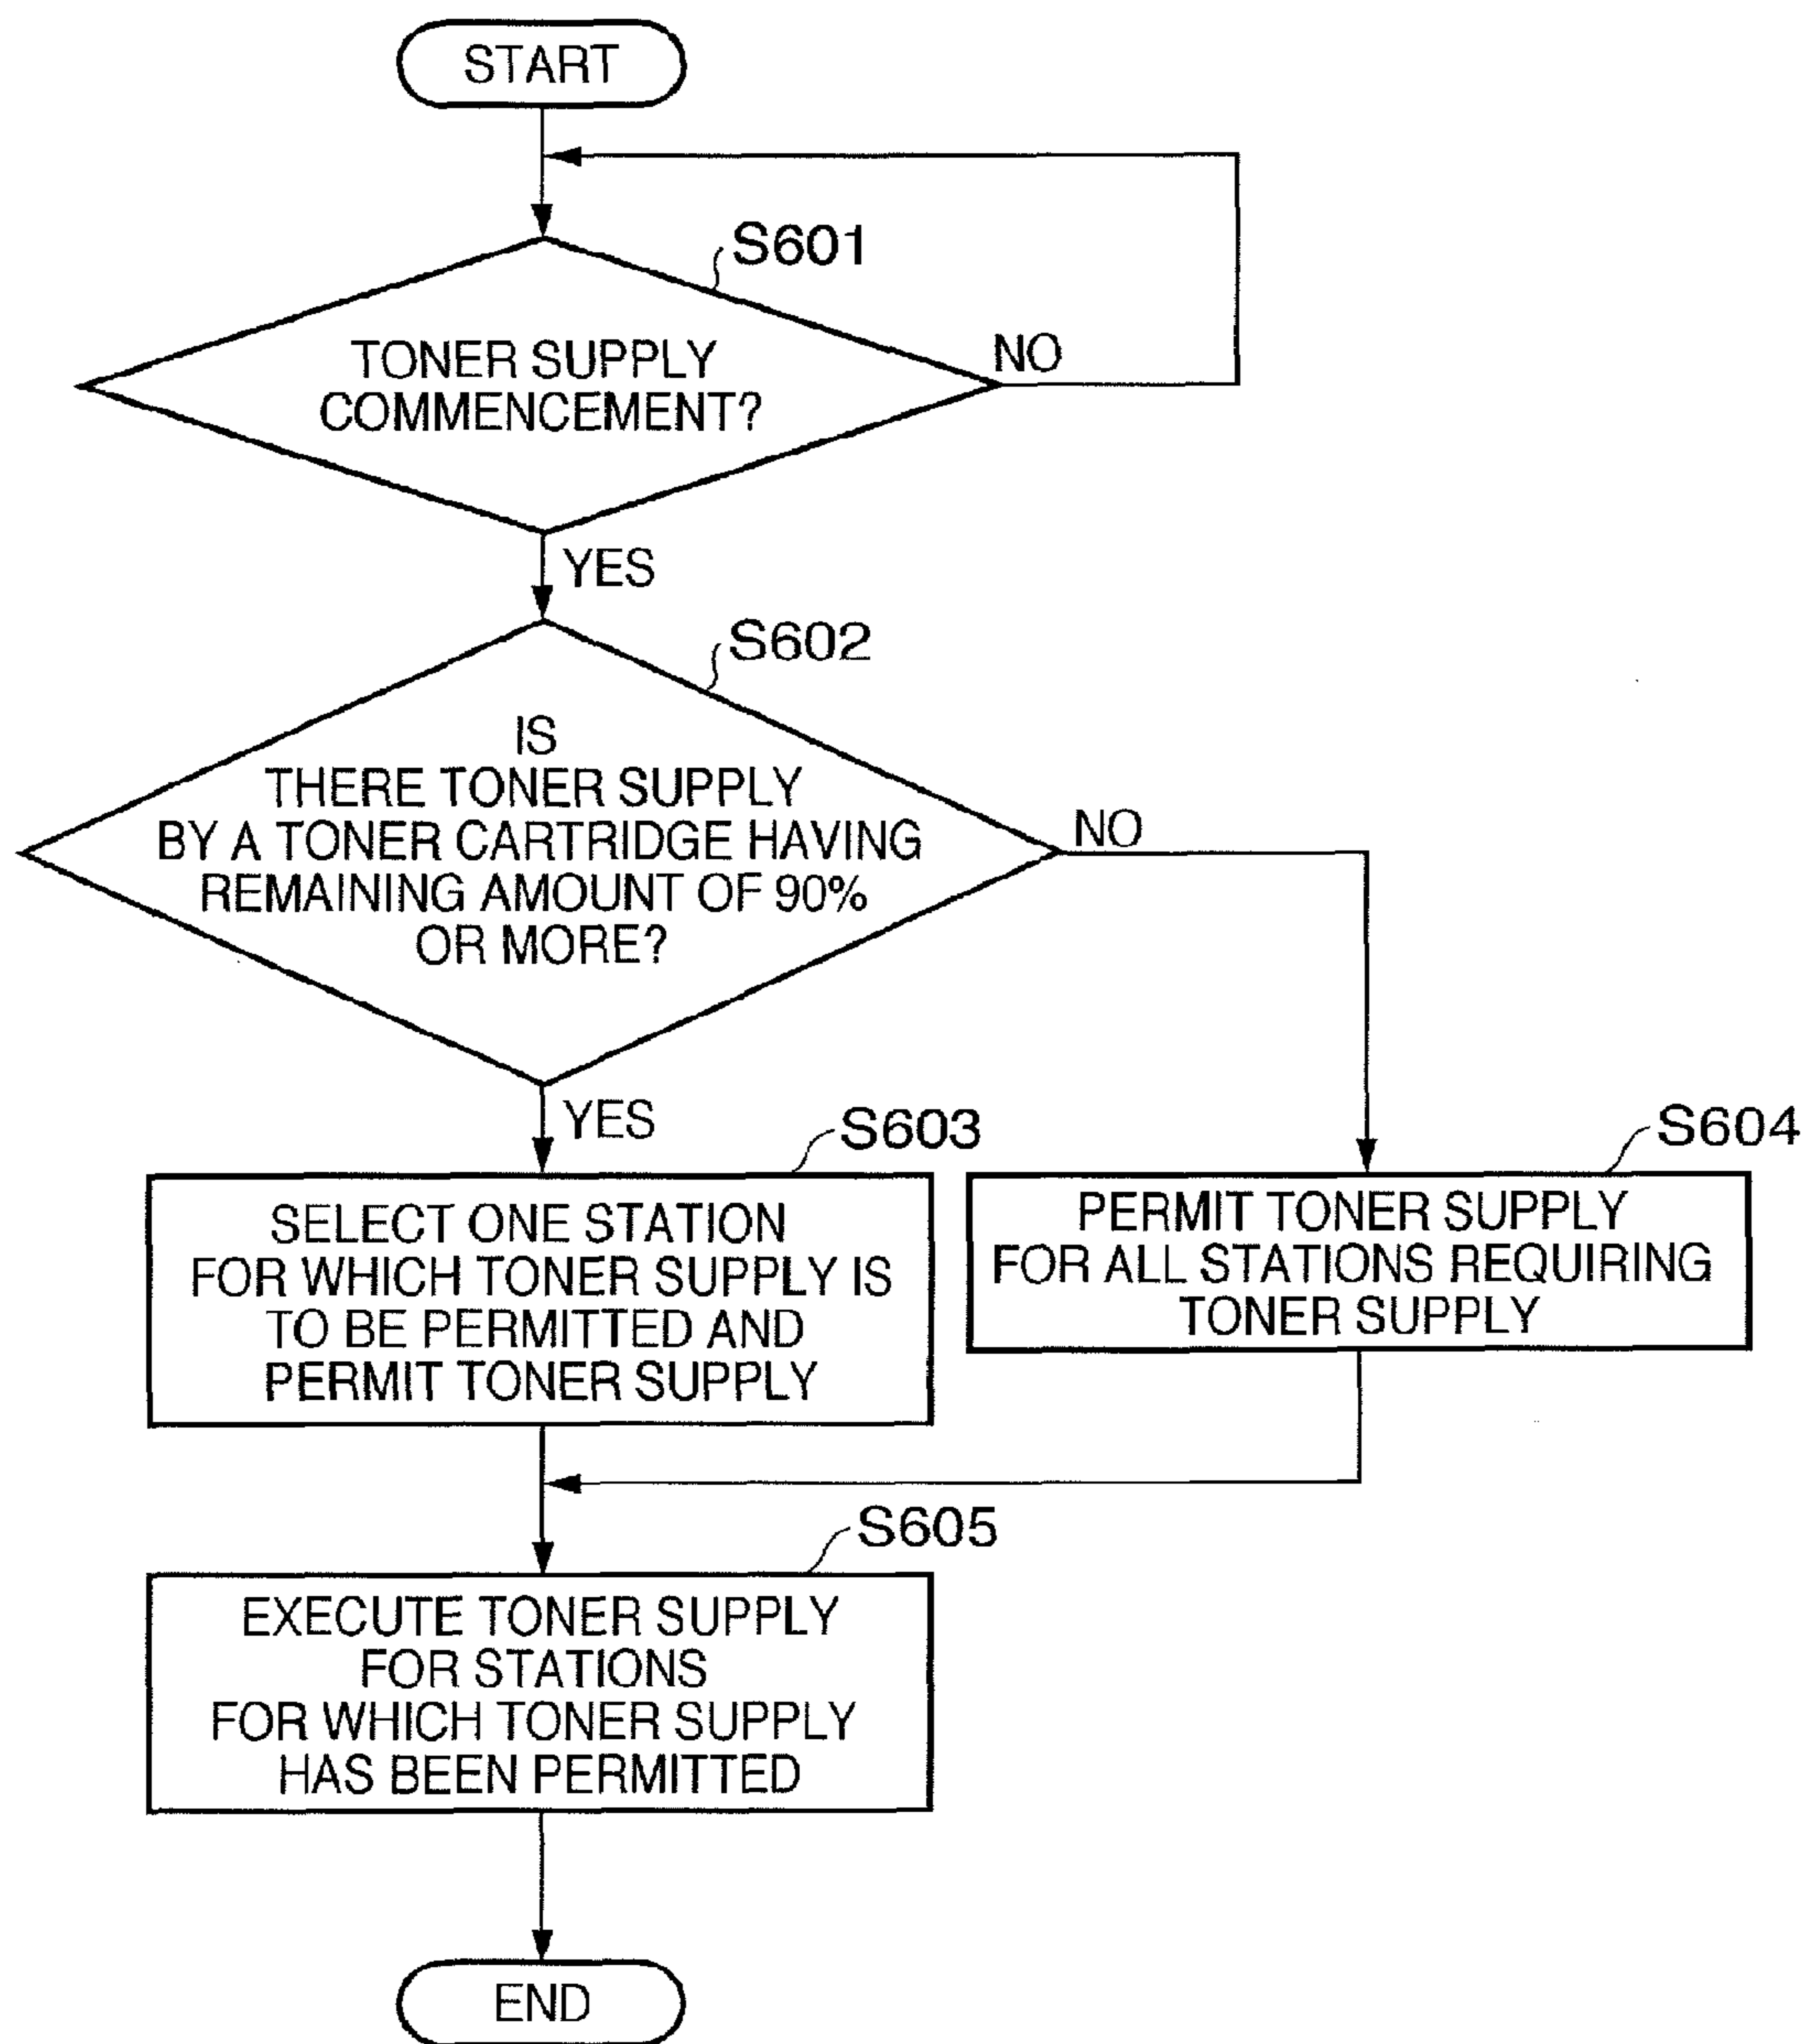 START
S601
TONER SUPPLY
COMMENCEMENT?
NO
YES
S602
IS
THERE TONER SUPPLY
BY A TONER CARTRIDGE HAVING
REMAINING AMOUNT OF 90%
OR MORE?
NO
YES
S603
SELECT ONE STATION
FOR WHICH TONER SUPPLY IS
TO BE PERMITTED AND
PERMIT TONER SUPPLY
S604
PERMIT TONER SUPPLY
FOR ALL STATIONS REQUIRING
TONER SUPPLY
S605
EXECUTE TONER SUPPLY
FOR STATIONS
FOR WHICH TONER SUPPLY
HAS BEEN PERMITTED
END